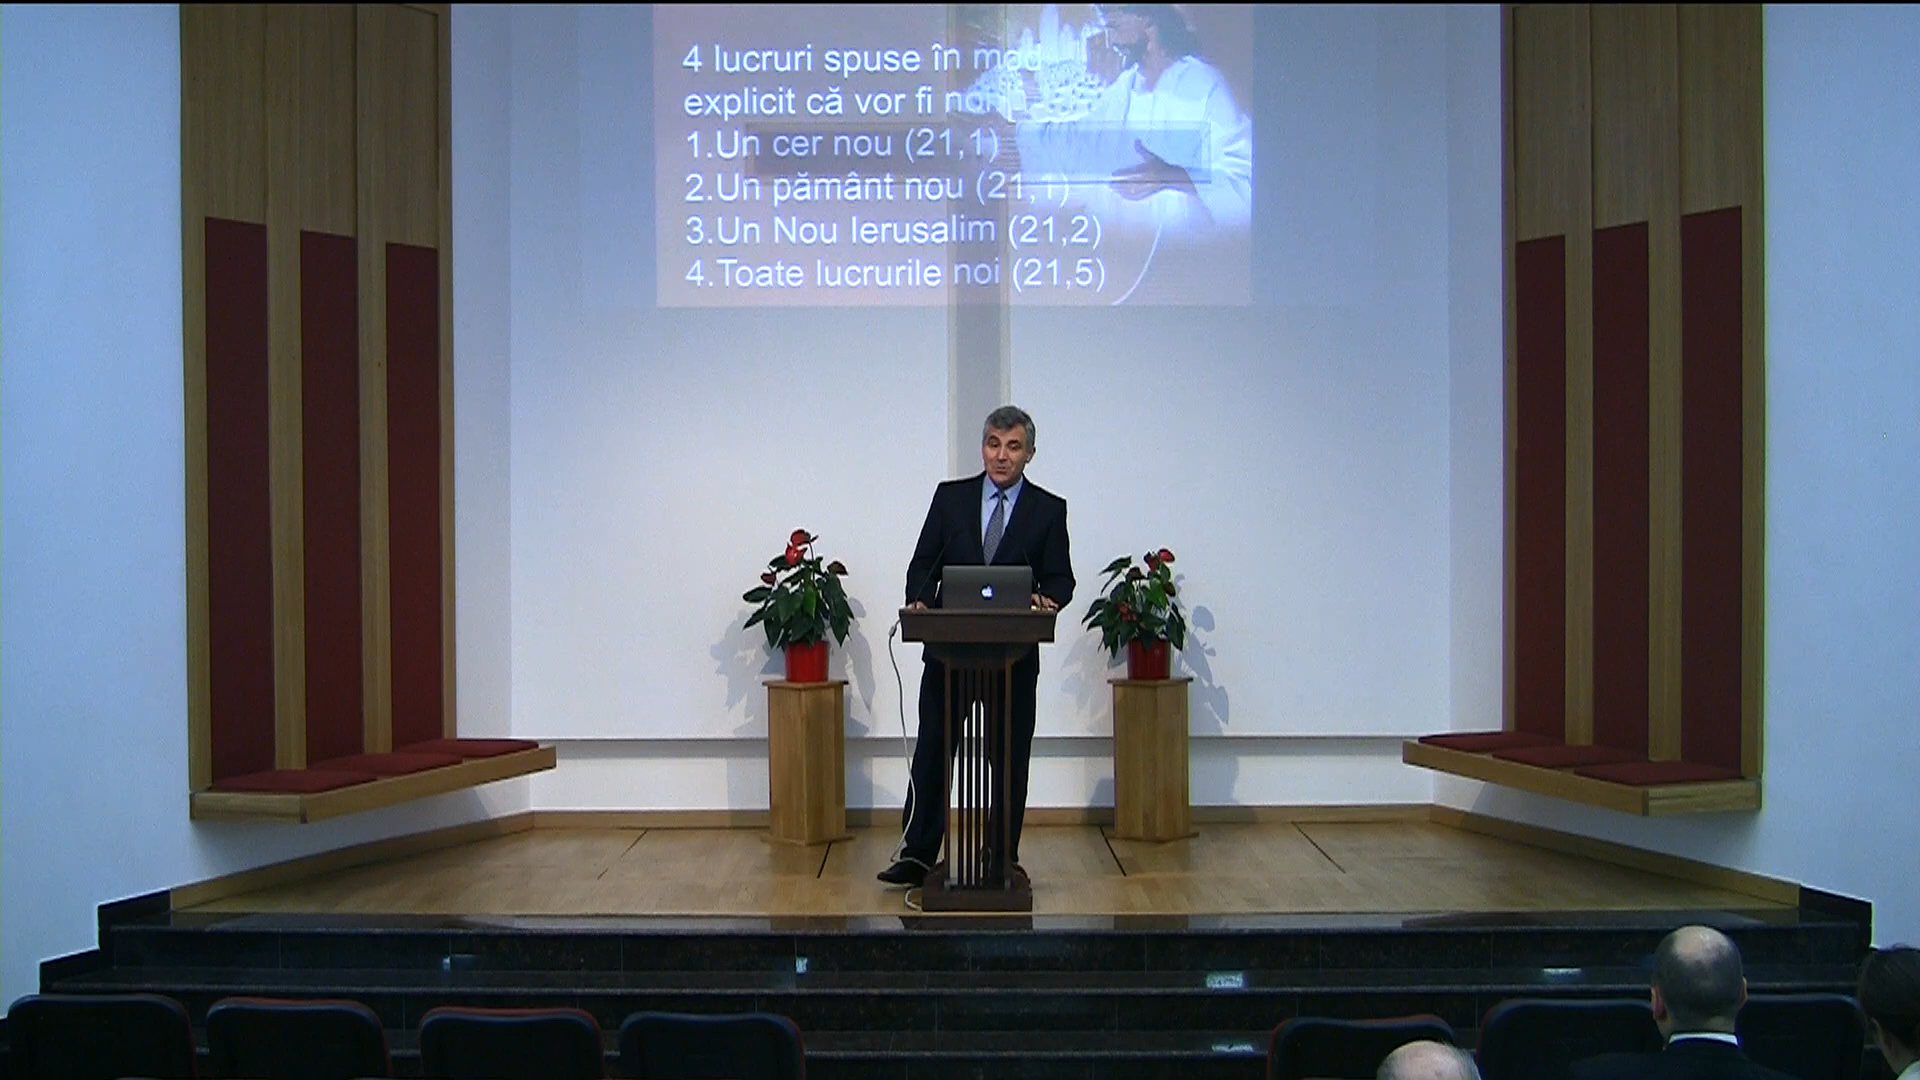 4 lucruri spuse în mod
explicit că vor fi noi
1.Un cer nou (21,1)
2.Un pământ nou (21,1)
3.Un Nou Ierusalim (21,2)
4.Toate lucrurile noi (21,5)